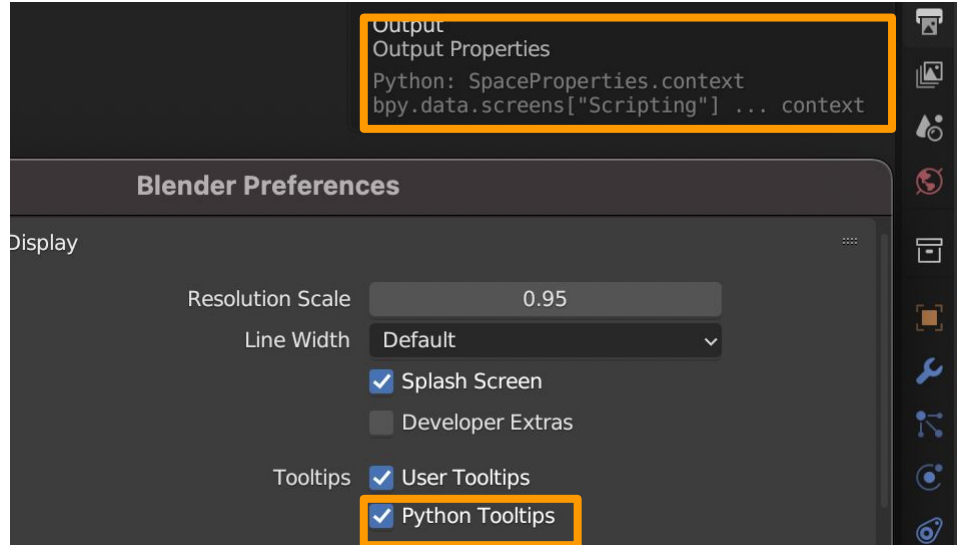 Output
Output Properties
Python: SpaceProperties.context
bpy.data.screens["Scripting"] ... context
Blender Preferences
Display
Resolution Scale 0.95
Line Width Default
Splash Screen
Developer Extras
Tooltips User Tooltips
Python Tooltips